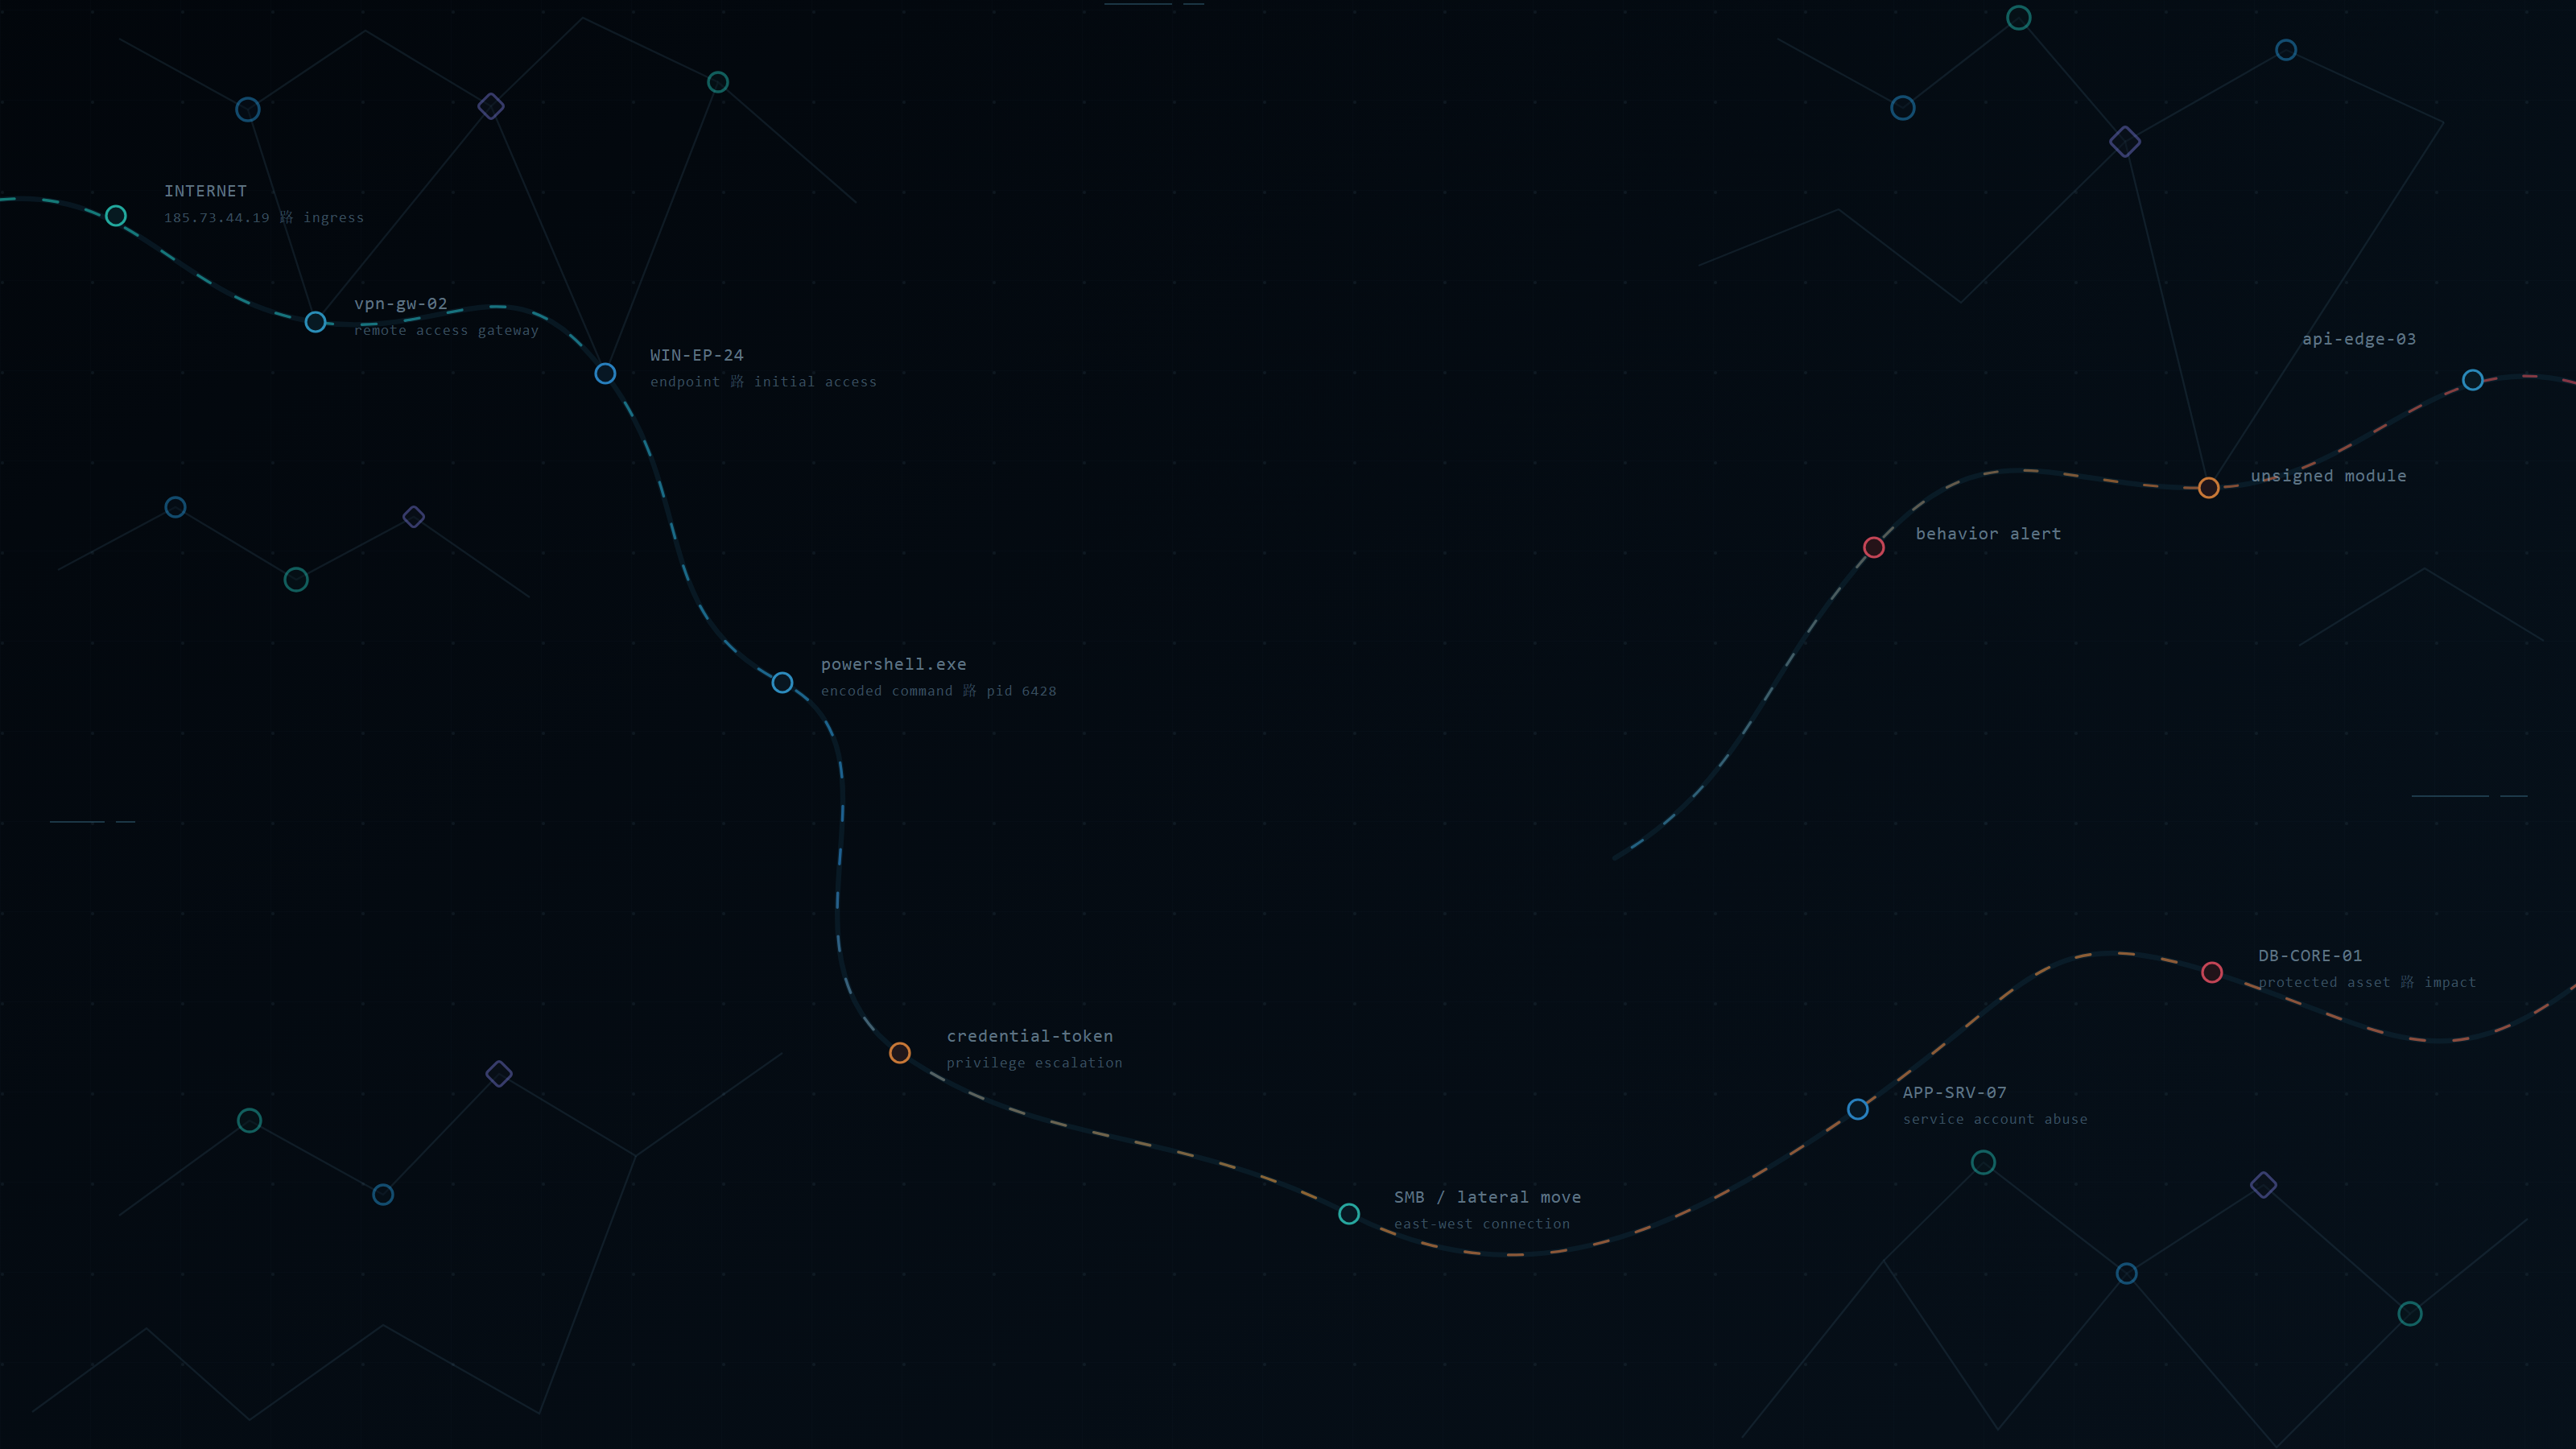 INTERNET
185.73.44.19 路 ingress
vpn-gw-02
remote access gateway
WIN-EP-24
endpoint 路 initial access
api-edge-03
unsigned module
behavior alert
powershell.exe
encoded command 路 pid 6428
DB-CORE-01
protected asset 路 impact
credential-token
privilege escalation
APP-SRV-07
service account abuse
SMB / lateral move
east-west connection